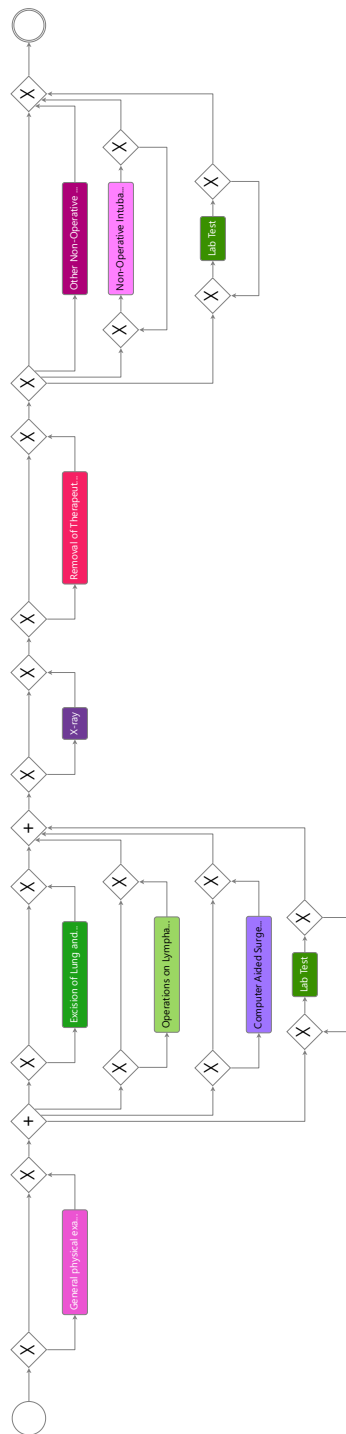 Other Non-Operative ...
Non-Operative Intuba...
Lab Test
Removal of Therapeut...
X-ray
Excision of Lung and...
Operations on Lympha...
Computer Aided Surge...
Lab Test
General physical exa...